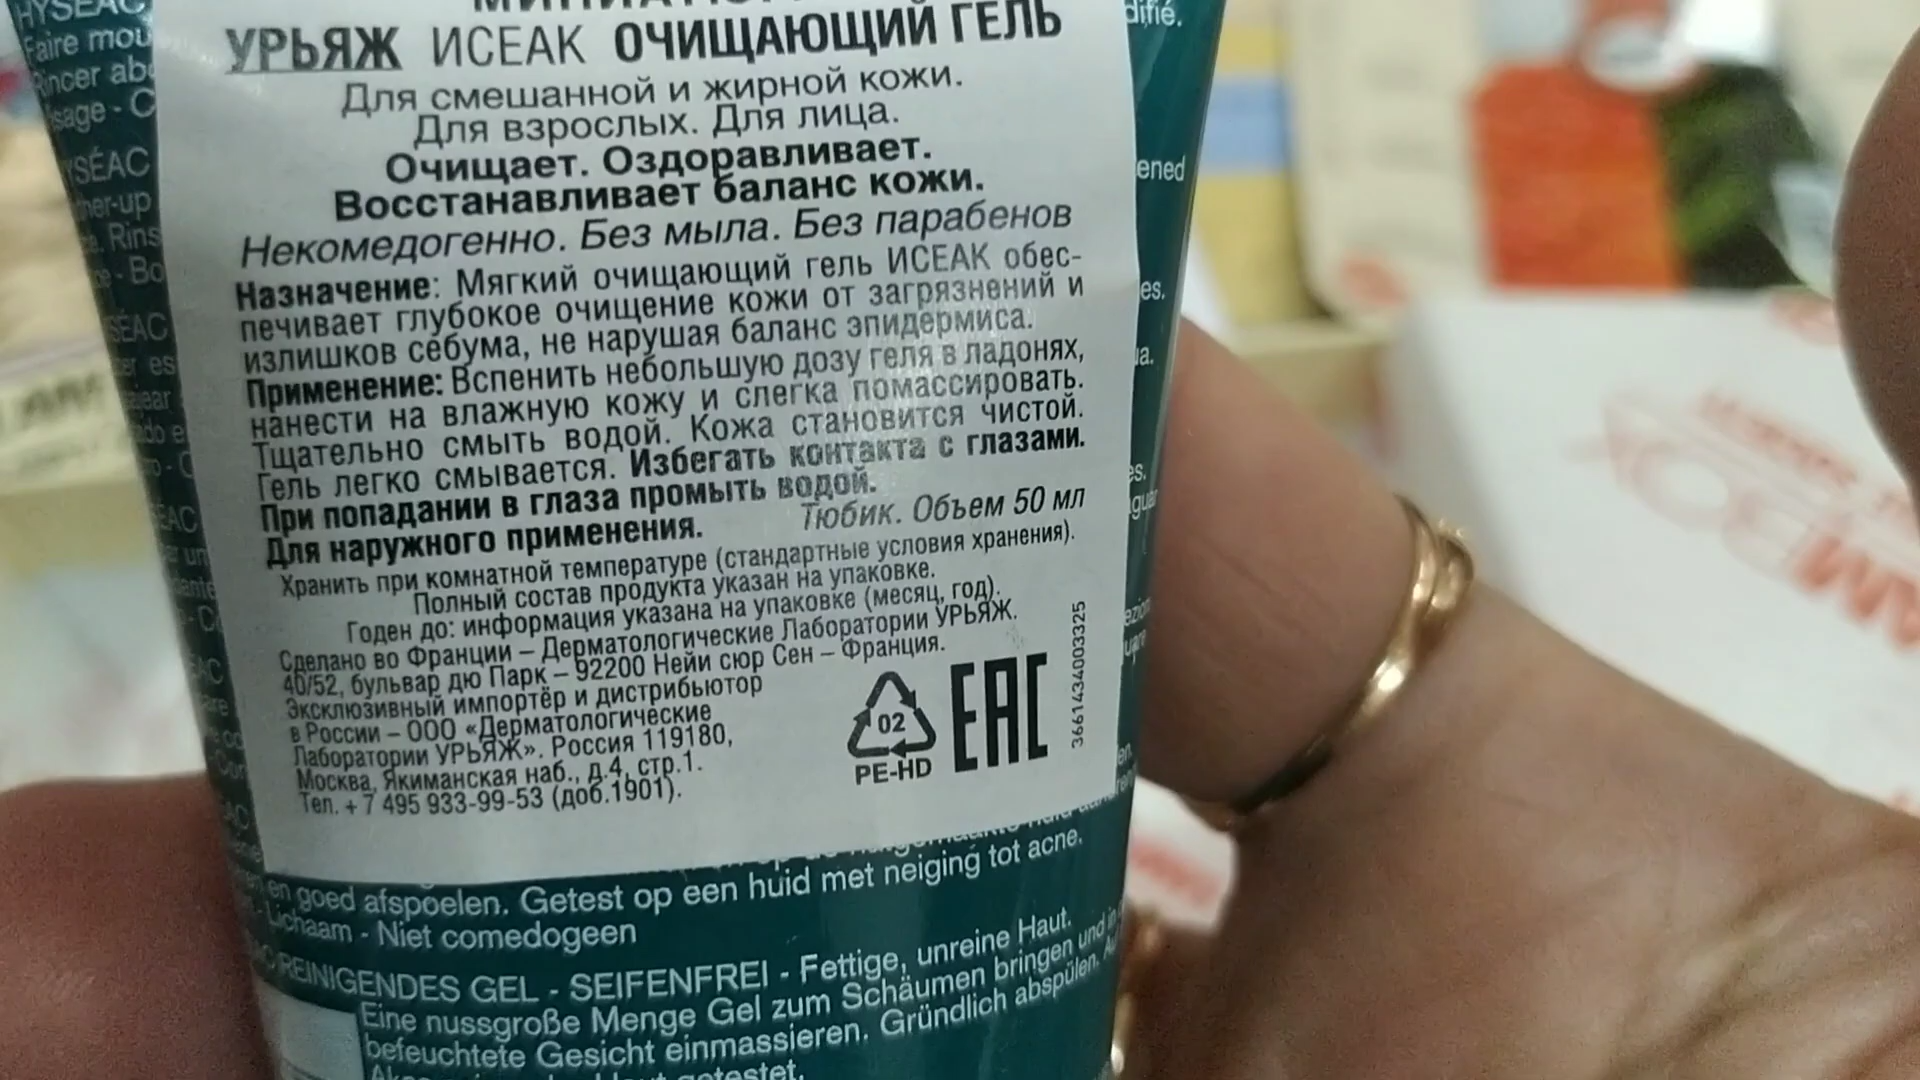 УРЬЯЖ ИСЕАК ОЧИЩАЮЩИЙ ГЕЛЬ
Для смешанной и жирной кожи.
Для взрослых. Для лица.
Очищает. Оздоравливает.
Восстанавливает баланс кожи.
Некомедогенно. Без мыла. Без парабенов
Назначение: Мягкий очищающий гель ИСЕАК обес-
печивает глубокое очищение кожи от загрязнений и
излишков себума, не нарушая баланс эпидермиса.
Применение: Вспенить небольшую дозу геля в ладонях,
нанести на влажную кожу и слегка помассировать.
Тщательно смыть водой. Кожа становится чистой.
Гель легко смывается. Избегать контакта с глазами.
При попадании в глаза промыть водой.
Для наружного применения.
Тюбик. Объем 50 мл
Хранить при комнатной температуре (стандартные условия хранения).
Полный состав продукта указан на упаковке.
Годен до: информация указана на упаковке (месяц, год).
Сделано во Франции – Дерматологические Лаборатории УРЬЯЖ.
40/52, бульвар дю Парк – 92200 Нейи сюр Сен – Франция.
Эксклюзивный импортёр и дистрибьютор
в России – ООО «Дерматологические
Лаборатории УРЬЯЖ». Россия 119180,
Москва, Якиманская наб., д.4, стр.1.
Тел. + 7 495 933-99-53 (доб.1901).
02
PE-HD
EAC
3661434003325
en goed afspoelen. Getest op een huid met neiging tot acne.
Lichaam - Niet comedogeen
REINIGENDES GEL - SEIFENFREI - Fettige, unreine Haut.
Eine nussgroße Menge Gel zum Schäumen bringen und in
befeuchtete Gesicht einmassieren. Gründlich abspülen.
Haut getestet.
HYSEAC
Faire mou
Rincer